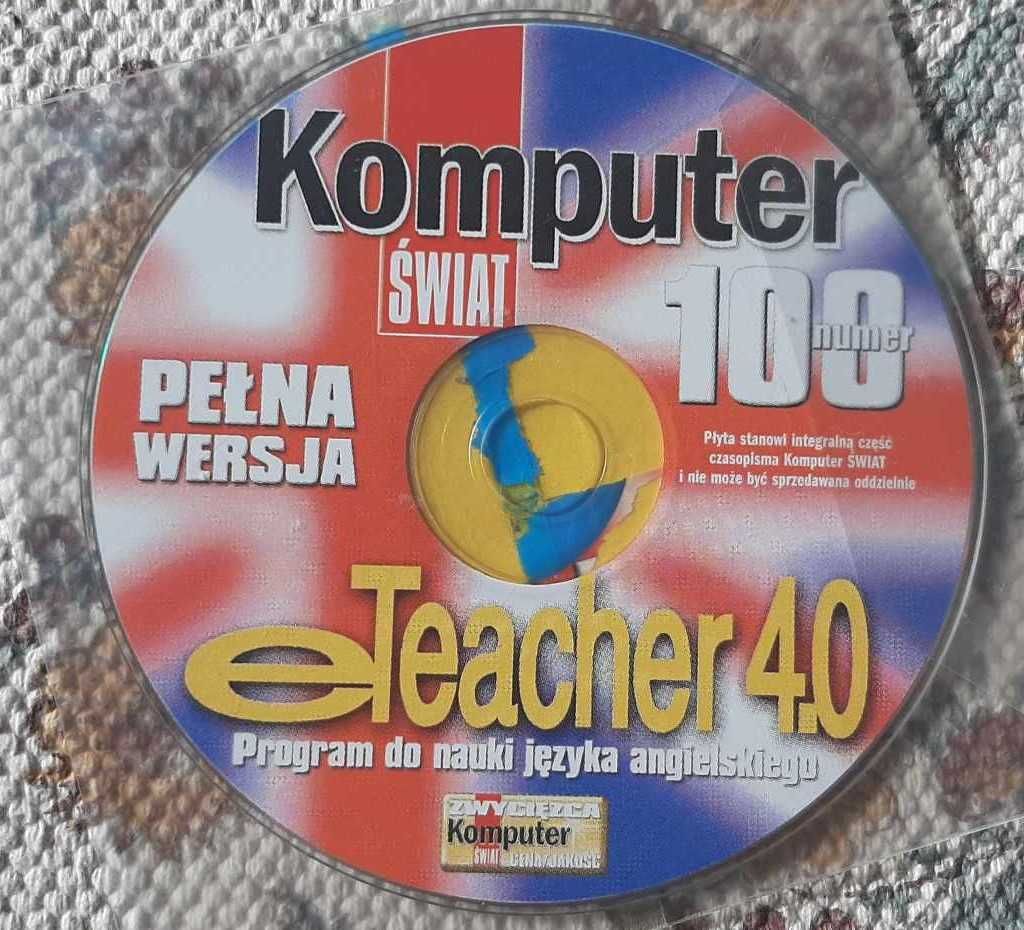 Komputer
ŚWIAT
100
numer
PEŁNA
WERSJA
Płyta stanowi integralną część
czasopisma Komputer ŚWIAT
i nie może być sprzedawana oddzielnie
eTeacher 4.0
Program do nauki języka angielskiego
ZWYCIĘZCA
Komputer
ŚWIAT CENA/JAKOŚĆ